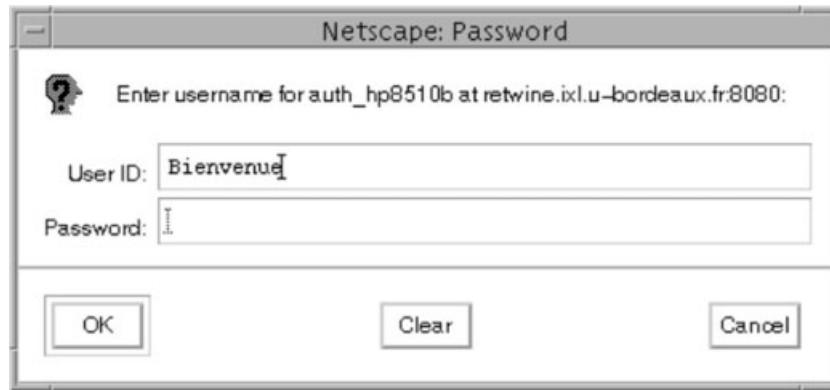 Netscape: Password
Enter username for auth_hp8510b at retwine.ixl.u-bordeaux.fr:8080:
User ID: Bienvenue
Password:
OK Clear Cancel